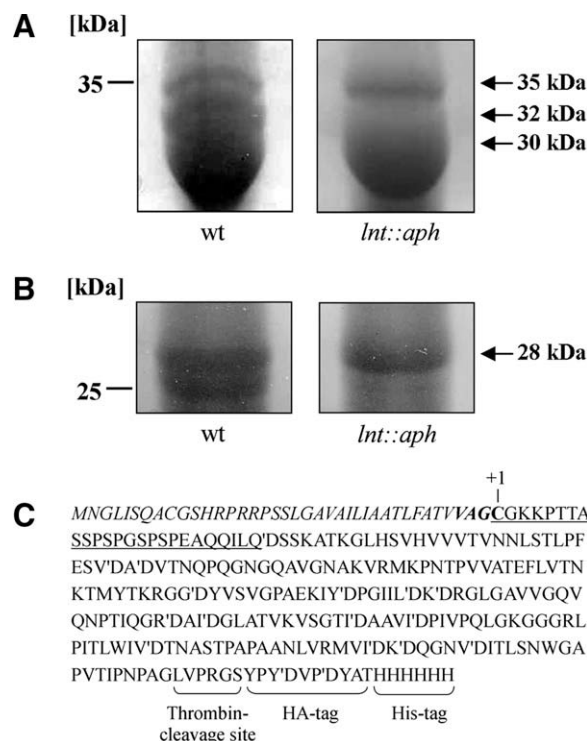 A [kDa]
35
35 kDa
32 kDa
30 kDa
wt lnt::aph
B [kDa]
28 kDa
25
wt lnt::aph
C +1
MNGLISQACGSHRPRRPSSLGAVAILIAATLFATVVAGCGKKPTTA
SSPSPGSPSPEAQQILQ'DSSKATKGLHSVHVVVTVNNLSTLPF
ESV'DA'DVTNQPQGNGQAVGNAKVRMKPNTPVVATEFLVTN
KTMYTKRGG'DYVSVGPAEKIY'DPGIIL'DK'DRGLGAVVGQV
QNPTIQGR'DAI'DGLATVKVSGTI'DAAVI'DPIVPQLGKGGGRL
PITLWIV'DTNASTPAPAANLVRMVI'DK'DQGNV'DITLSNWGA
PVTIPNPAGLVPRGSYPY'DVP'DYATHHHHHH
Thrombin- HA-tag His-tag
cleavage site